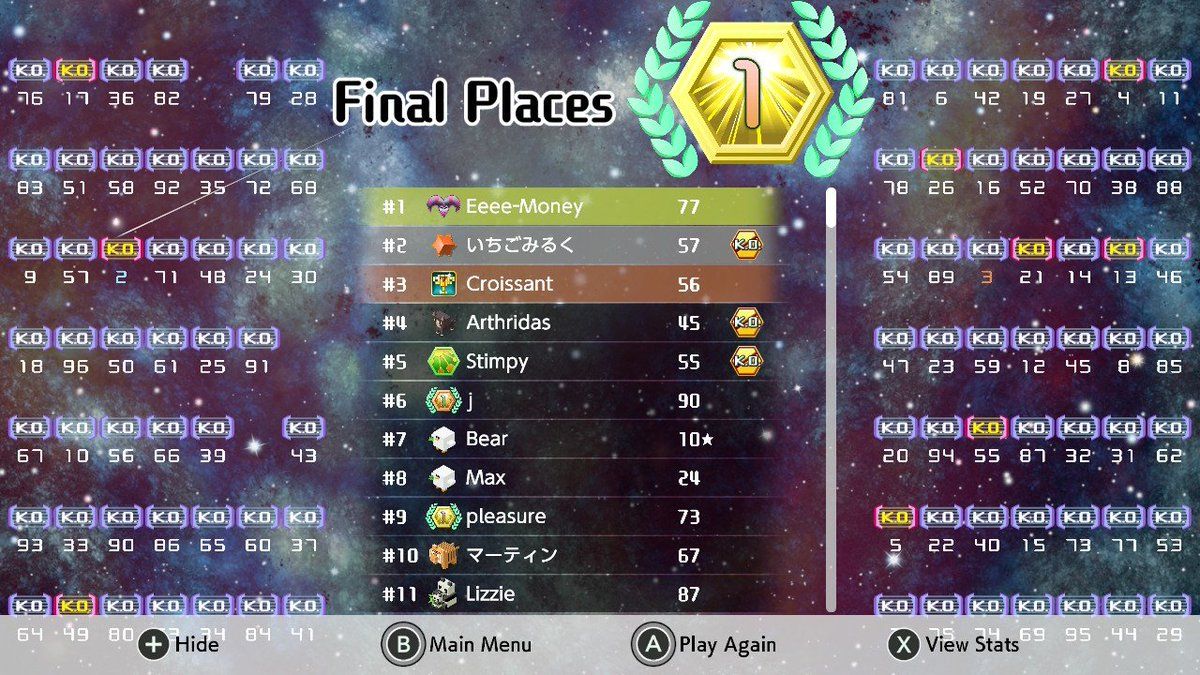 K.O. K.O. K.O. K.O. K.O. K.O.
76 17 36 82 79 28
K.O. K.O. K.O. K.O. K.O. K.O. K.O.
83 51 58 92 35 72 68
K.O. K.O. K.O. K.O. K.O. K.O. K.O.
9 57 2 71 48 24 30
K.O. K.O. K.O. K.O. K.O. K.O.
18 96 50 61 25 91
K.O. K.O. K.O. K.O. K.O. K.O.
67 10 56 66 39 43
K.O. K.O. K.O. K.O. K.O. K.O. K.O.
93 33 90 86 65 60 37
K.O. K.O. K.O. K.O. K.O. K.O. K.O.
64 49 80 34 84 41
Final Places
1
#1 Eeee-Money 77
#2 いちごみるく 57 K.O
#3 Croissant 56
#4 Arthridas 45 K.O
#5 Stimpy 55 K.O
#6 1 j 90
#7 Bear 10★
#8 Max 24
#9 1 pleasure 73
#10 マーティン 67
#11 Lizzie 87
K.O. K.O. K.O. K.O. K.O. K.O. K.O.
81 6 42 19 27 4 11
K.O. K.O. K.O. K.O. K.O. K.O. K.O.
78 26 16 52 70 38 88
K.O. K.O. K.O. K.O. K.O. K.O. K.O.
54 89 3 21 14 13 46
K.O. K.O. K.O. K.O. K.O. K.O. K.O.
47 23 59 12 45 8 85
K.O. K.O. K.O. K.O. K.O. K.O. K.O.
20 94 55 87 32 31 62
K.O. K.O. K.O. K.O. K.O. K.O. K.O.
5 22 40 15 73 77 53
K.O. K.O. K.O. K.O. K.O. K.O. K.O.
75 74 69 95 44 29
+ Hide
B Main Menu
A Play Again
X View Stats